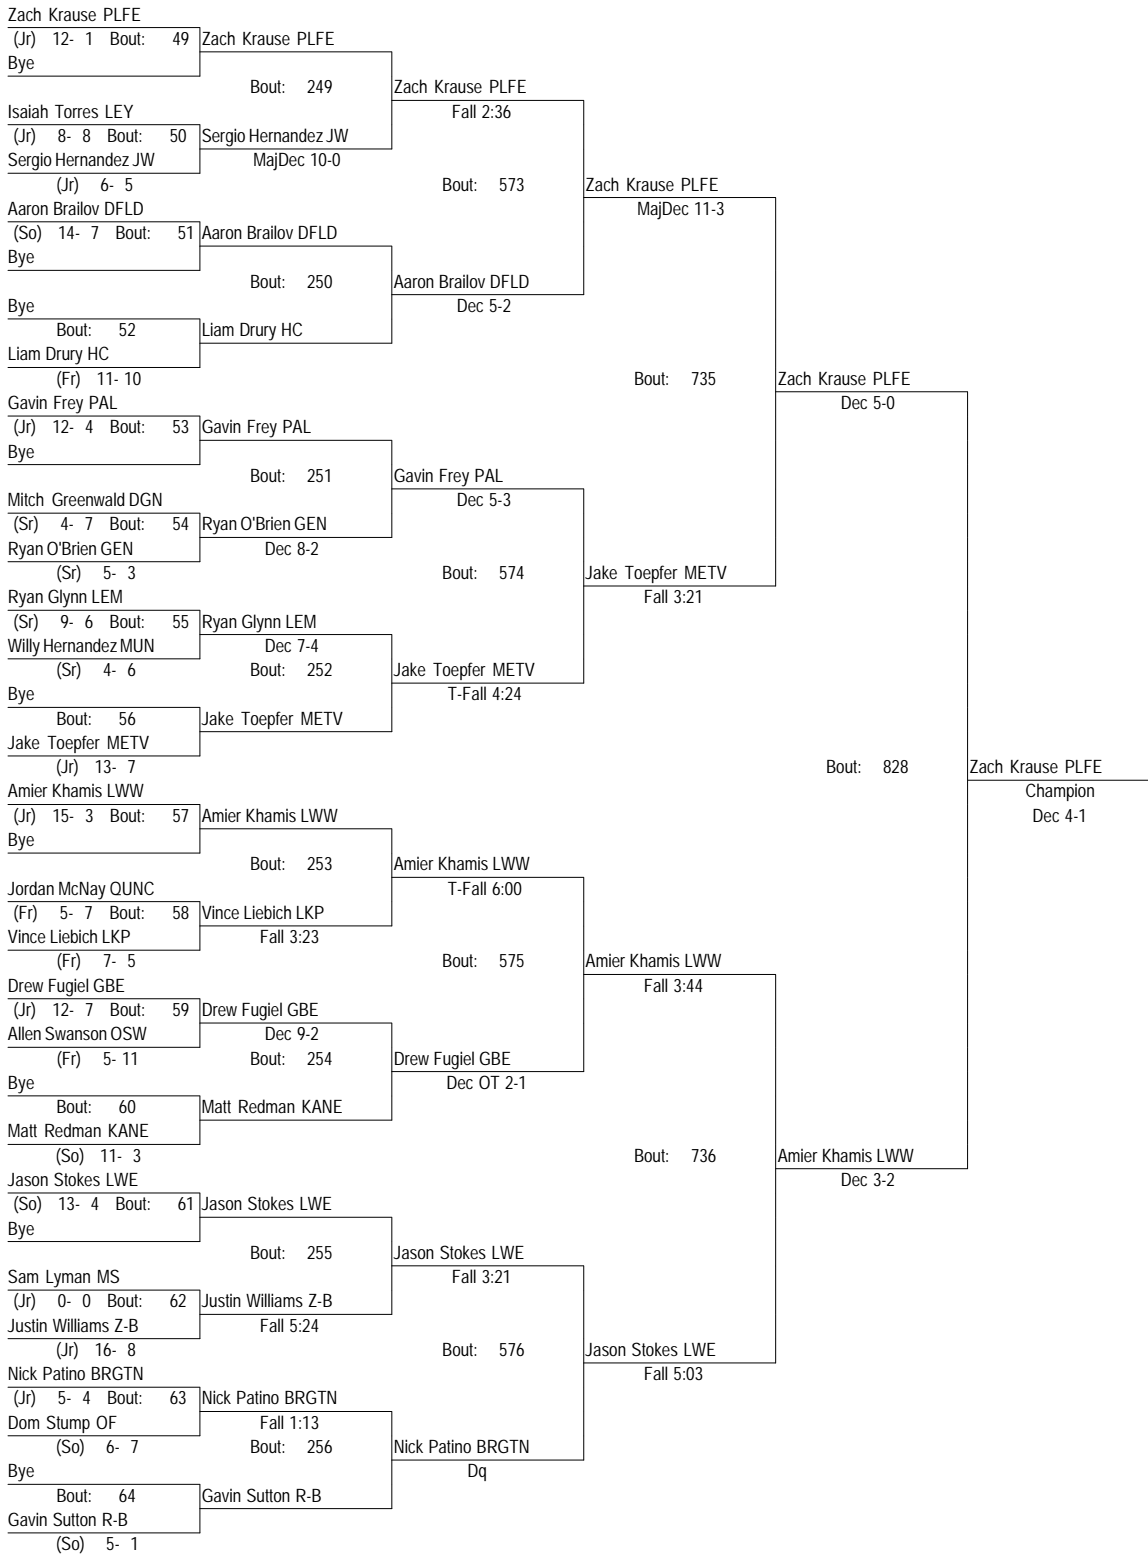 Zach Krause PLFE
(Jr) 12- 1 Bout: 49 Zach Krause PLFE
Bye
Bout: 249 Zach Krause PLFE
Isaiah Torres LEY Fall 2:36
(Jr) 8- 8 Bout: 50 Sergio Hernandez JW
Sergio Hernandez JW MajDec 10-0
(Jr) 6- 5 Bout: 573 Zach Krause PLFE
Aaron Brailov DFLD MajDec 11-3
(So) 14- 7 Bout: 51 Aaron Brailov DFLD
Bye
Bout: 250 Aaron Brailov DFLD
Bye Dec 5-2
Bout: 52 Liam Drury HC
Liam Drury HC
(Fr) 11- 10 Bout: 735 Zach Krause PLFE
Gavin Frey PAL Dec 5-0
(Jr) 12- 4 Bout: 53 Gavin Frey PAL
Bye
Bout: 251 Gavin Frey PAL
Mitch Greenwald DGN Dec 5-3
(Sr) 4- 7 Bout: 54 Ryan O'Brien GEN
Ryan O'Brien GEN Dec 8-2
(Sr) 5- 3 Bout: 574 Jake Toepfer METV
Ryan Glynn LEM Fall 3:21
(Sr) 9- 6 Bout: 55 Ryan Glynn LEM
Willy Hernandez MUN Dec 7-4
(Sr) 4- 6 Bout: 252 Jake Toepfer METV
Bye T-Fall 4:24
Bout: 56 Jake Toepfer METV
Jake Toepfer METV
(Jr) 13- 7 Bout: 828 Zach Krause PLFE
Amier Khamis LWW Champion
(Jr) 15- 3 Bout: 57 Amier Khamis LWW Dec 4-1
Bye
Bout: 253 Amier Khamis LWW
Jordan McNay QUNC T-Fall 6:00
(Fr) 5- 7 Bout: 58 Vince Liebich LKP
Vince Liebich LKP Fall 3:23
(Fr) 7- 5 Bout: 575 Amier Khamis LWW
Drew Fugiel GBE Fall 3:44
(Jr) 12- 7 Bout: 59 Drew Fugiel GBE
Allen Swanson OSW Dec 9-2
(Fr) 5- 11 Bout: 254 Drew Fugiel GBE
Bye Dec OT 2-1
Bout: 60 Matt Redman KANE
Matt Redman KANE
(So) 11- 3 Bout: 736 Amier Khamis LWW
Jason Stokes LWE Dec 3-2
(So) 13- 4 Bout: 61 Jason Stokes LWE
Bye
Bout: 255 Jason Stokes LWE
Sam Lyman MS Fall 3:21
(Jr) 0- 0 Bout: 62 Justin Williams Z-B
Justin Williams Z-B Fall 5:24
(Jr) 16- 8 Bout: 576 Jason Stokes LWE
Nick Patino BRGTN Fall 5:03
(Jr) 5- 4 Bout: 63 Nick Patino BRGTN
Dom Stump OF Fall 1:13
(So) 6- 7 Bout: 256 Nick Patino BRGTN
Bye Dq
Bout: 64 Gavin Sutton R-B
Gavin Sutton R-B
(So) 5- 1